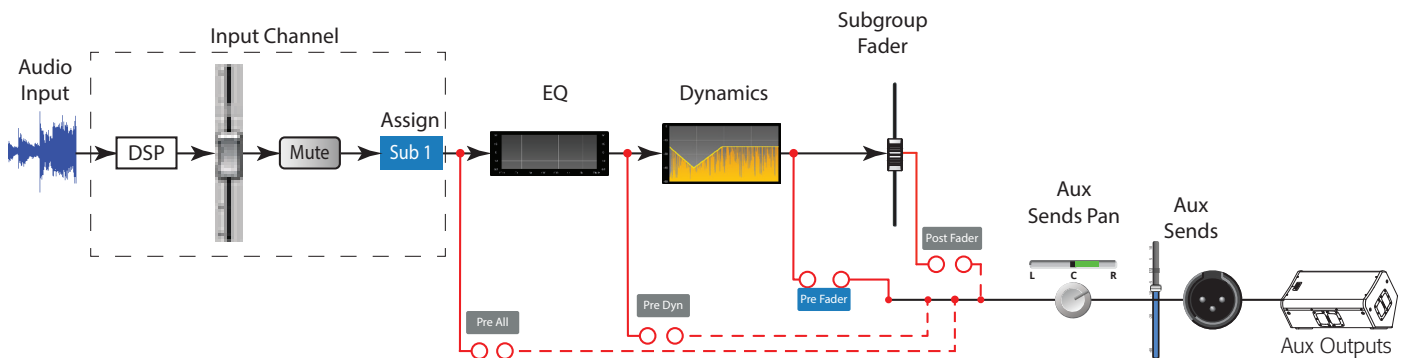 Input Channel
Subgroup
Fader
Audio
Input
EQ
Dynamics
Assign
DSP
Mute
Sub 1
Aux
Sends Pan
Aux
Sends
Post Fader
L C R
Pre Fader
Pre Dyn
Pre All
Aux Outputs